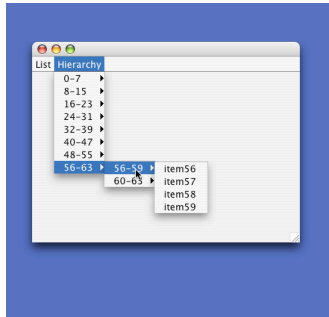 List Hierarchy
0-7
8-15
16-23
24-31
32-39
40-47
48-55
56-63
56-59
60-63
item56
item57
item58
item59